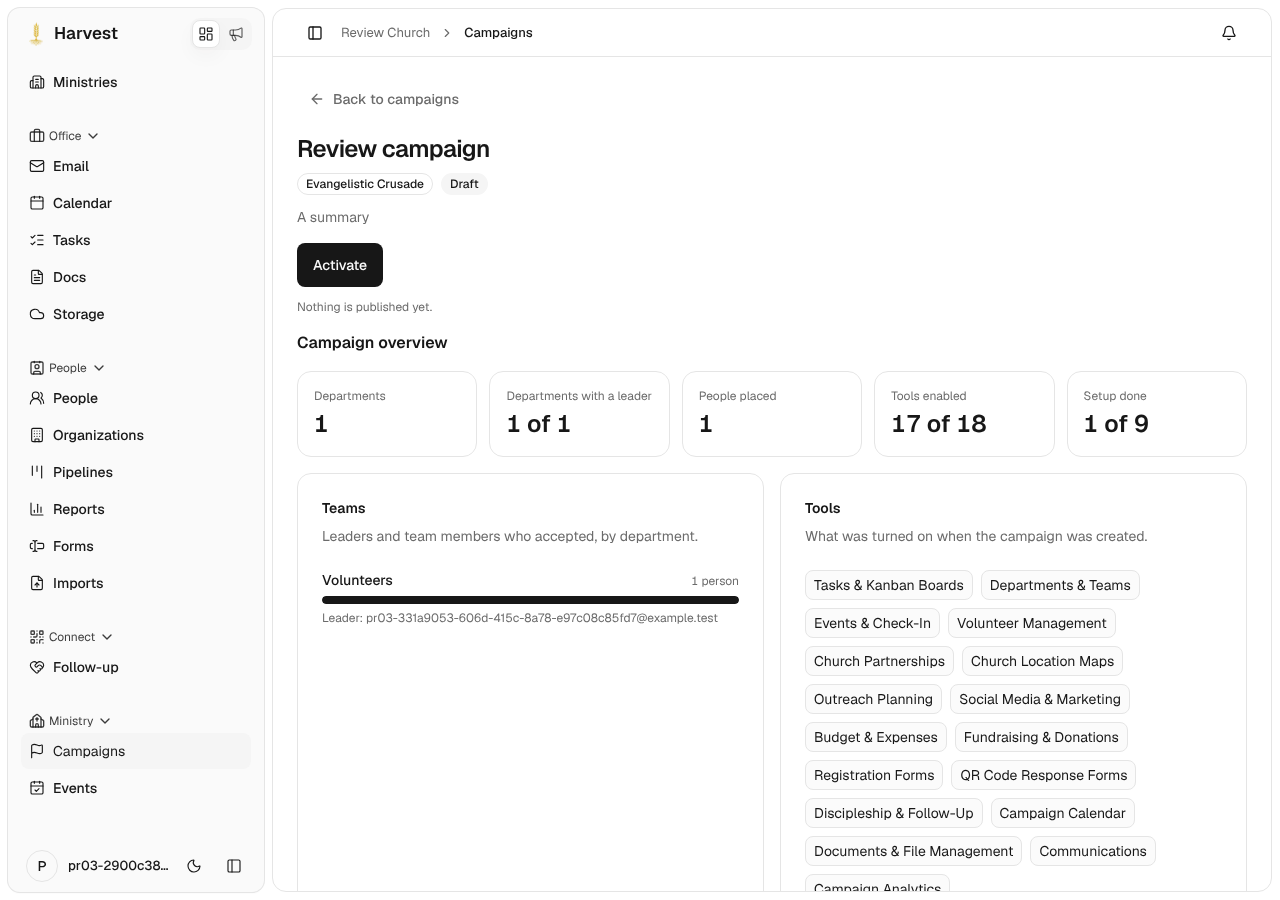 Harvest
Ministries
Office
Email
Calendar
Tasks
Docs
Storage
People
People
Organizations
Pipelines
Reports
Forms
Imports
Connect
Follow-up
Ministry
Campaigns
Events
P pr03-2900c38...
Review Church > Campaigns
Back to campaigns
Review campaign
Evangelistic Crusade Draft
A summary
Activate
Nothing is published yet.
Campaign overview
Departments
1
Departments with a leader
1 of 1
People placed
1
Tools enabled
17 of 18
Setup done
1 of 9
Teams
Leaders and team members who accepted, by department.
Volunteers 1 person
Leader: pr03-331a9053-606d-415c-8a78-e97c08c85fd7@example.test
Tools
What was turned on when the campaign was created.
Tasks & Kanban Boards Departments & Teams
Events & Check-In Volunteer Management
Church Partnerships Church Location Maps
Outreach Planning Social Media & Marketing
Budget & Expenses Fundraising & Donations
Registration Forms QR Code Response Forms
Discipleship & Follow-Up Campaign Calendar
Documents & File Management Communications
Campaign Analytics